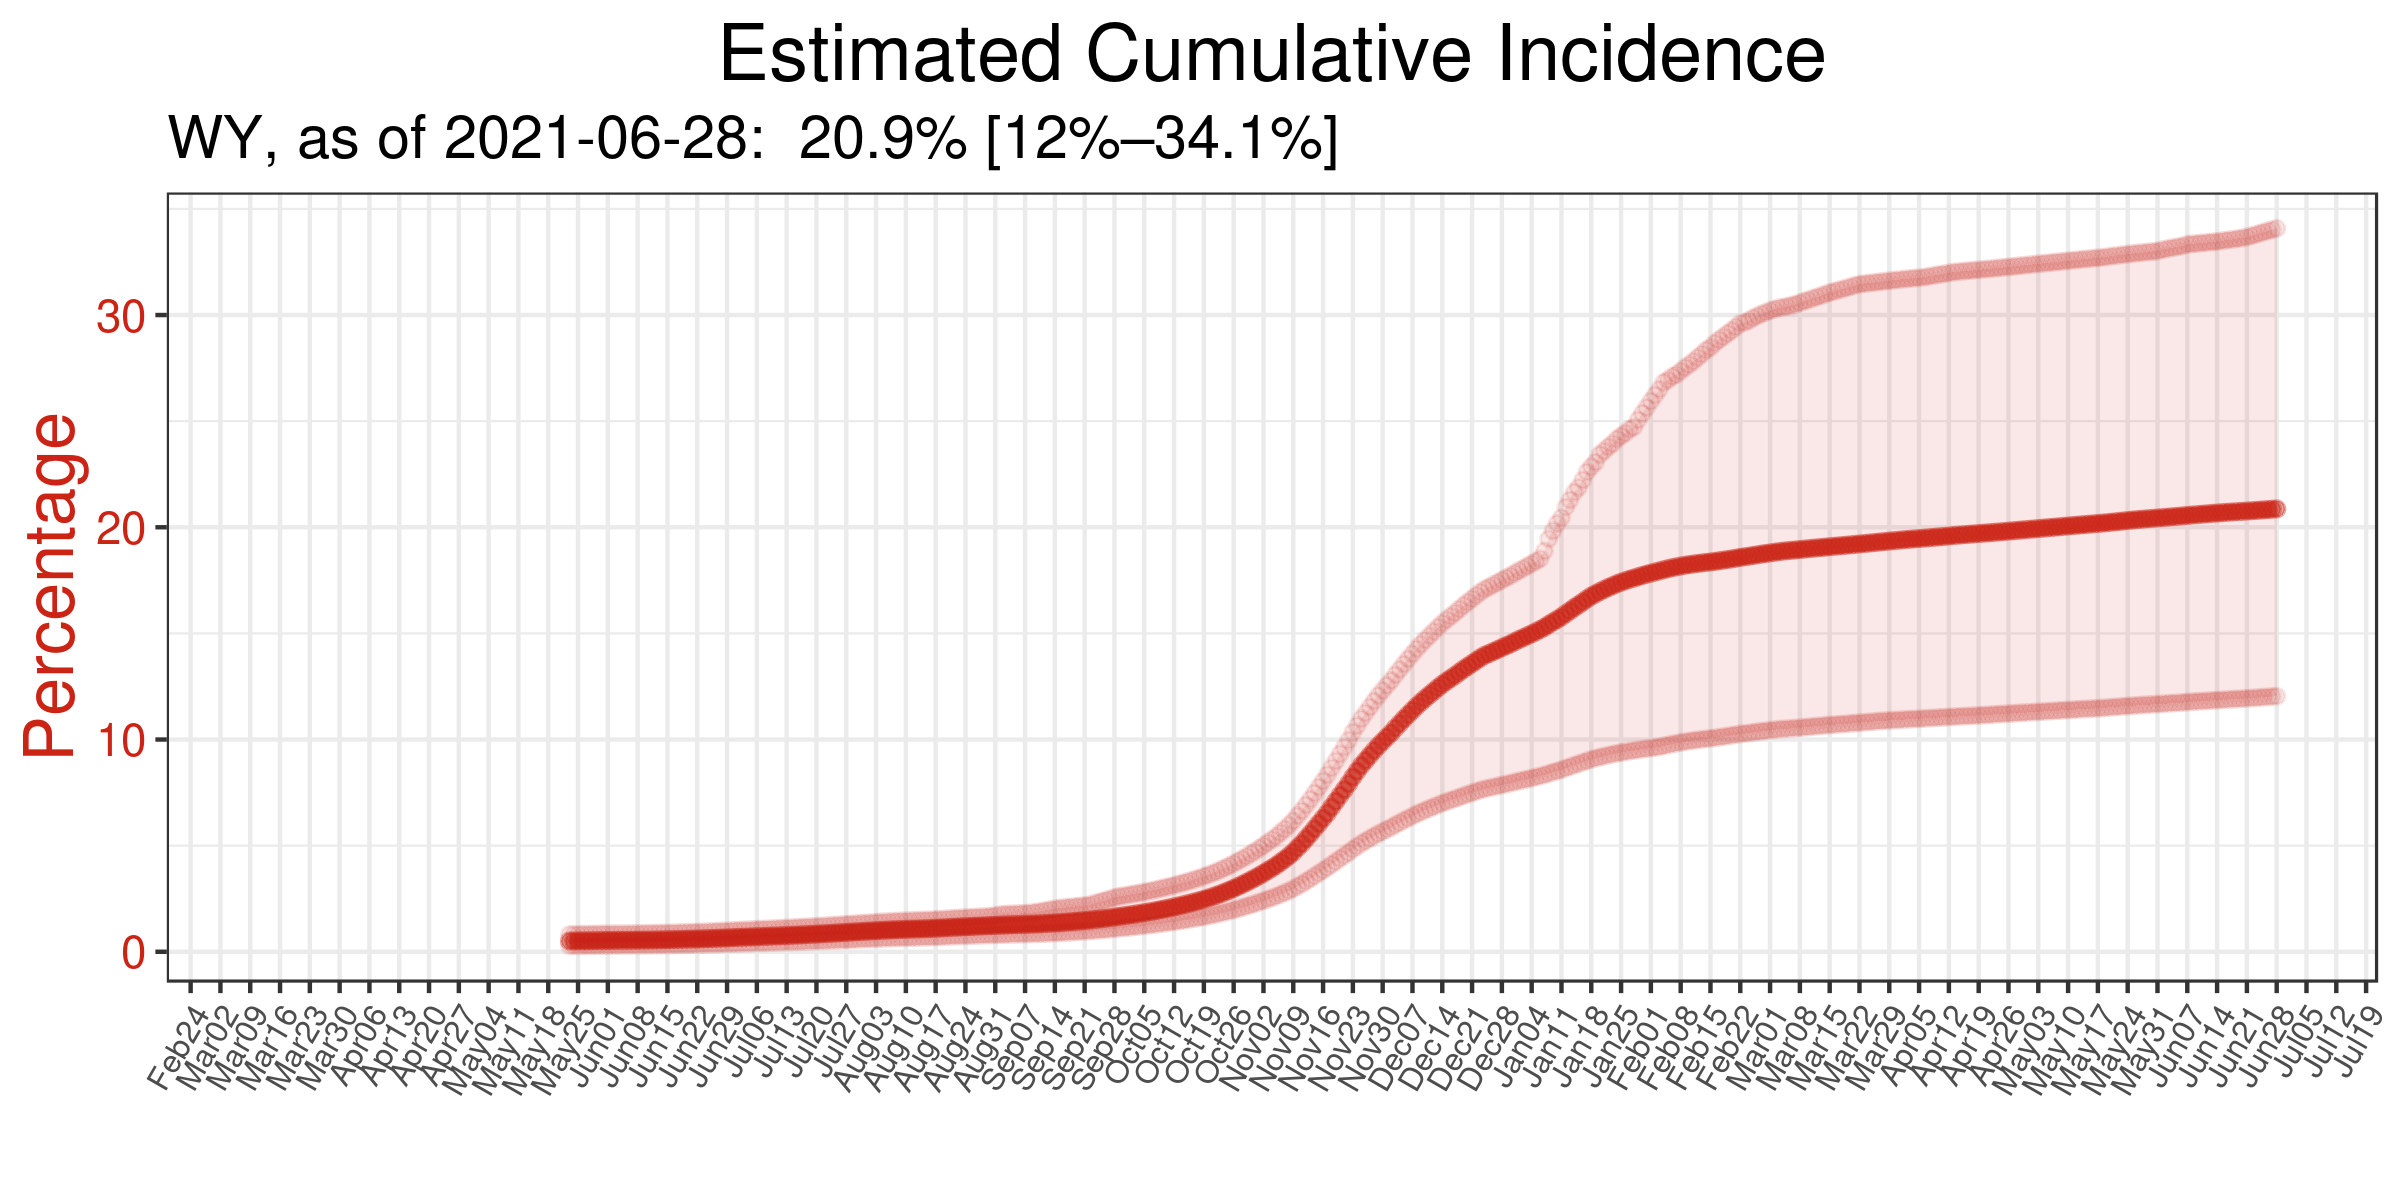 Estimated Cumulative Incidence
WY, as of 2021-06-28:  20.9% [12%–34.1%]
Percentage
30
20
10
0
Feb24
Mar02
Mar09
Mar16
Mar23
Mar30
Apr06
Apr13
Apr20
Apr27
May04
May11
May18
May25
Jun01
Jun08
Jun15
Jun22
Jun29
Jul06
Jul13
Jul20
Jul27
Aug03
Aug10
Aug17
Aug24
Aug31
Sep07
Sep14
Sep21
Sep28
Oct05
Oct12
Oct19
Oct26
Nov02
Nov09
Nov16
Nov23
Nov30
Dec07
Dec14
Dec21
Dec28
Jan04
Jan11
Jan18
Jan25
Feb01
Feb08
Feb15
Feb22
Mar01
Mar08
Mar15
Mar22
Mar29
Apr05
Apr12
Apr19
Apr26
May03
May10
May17
May24
May31
Jun07
Jun14
Jun21
Jun28
Jul05
Jul12
Jul19